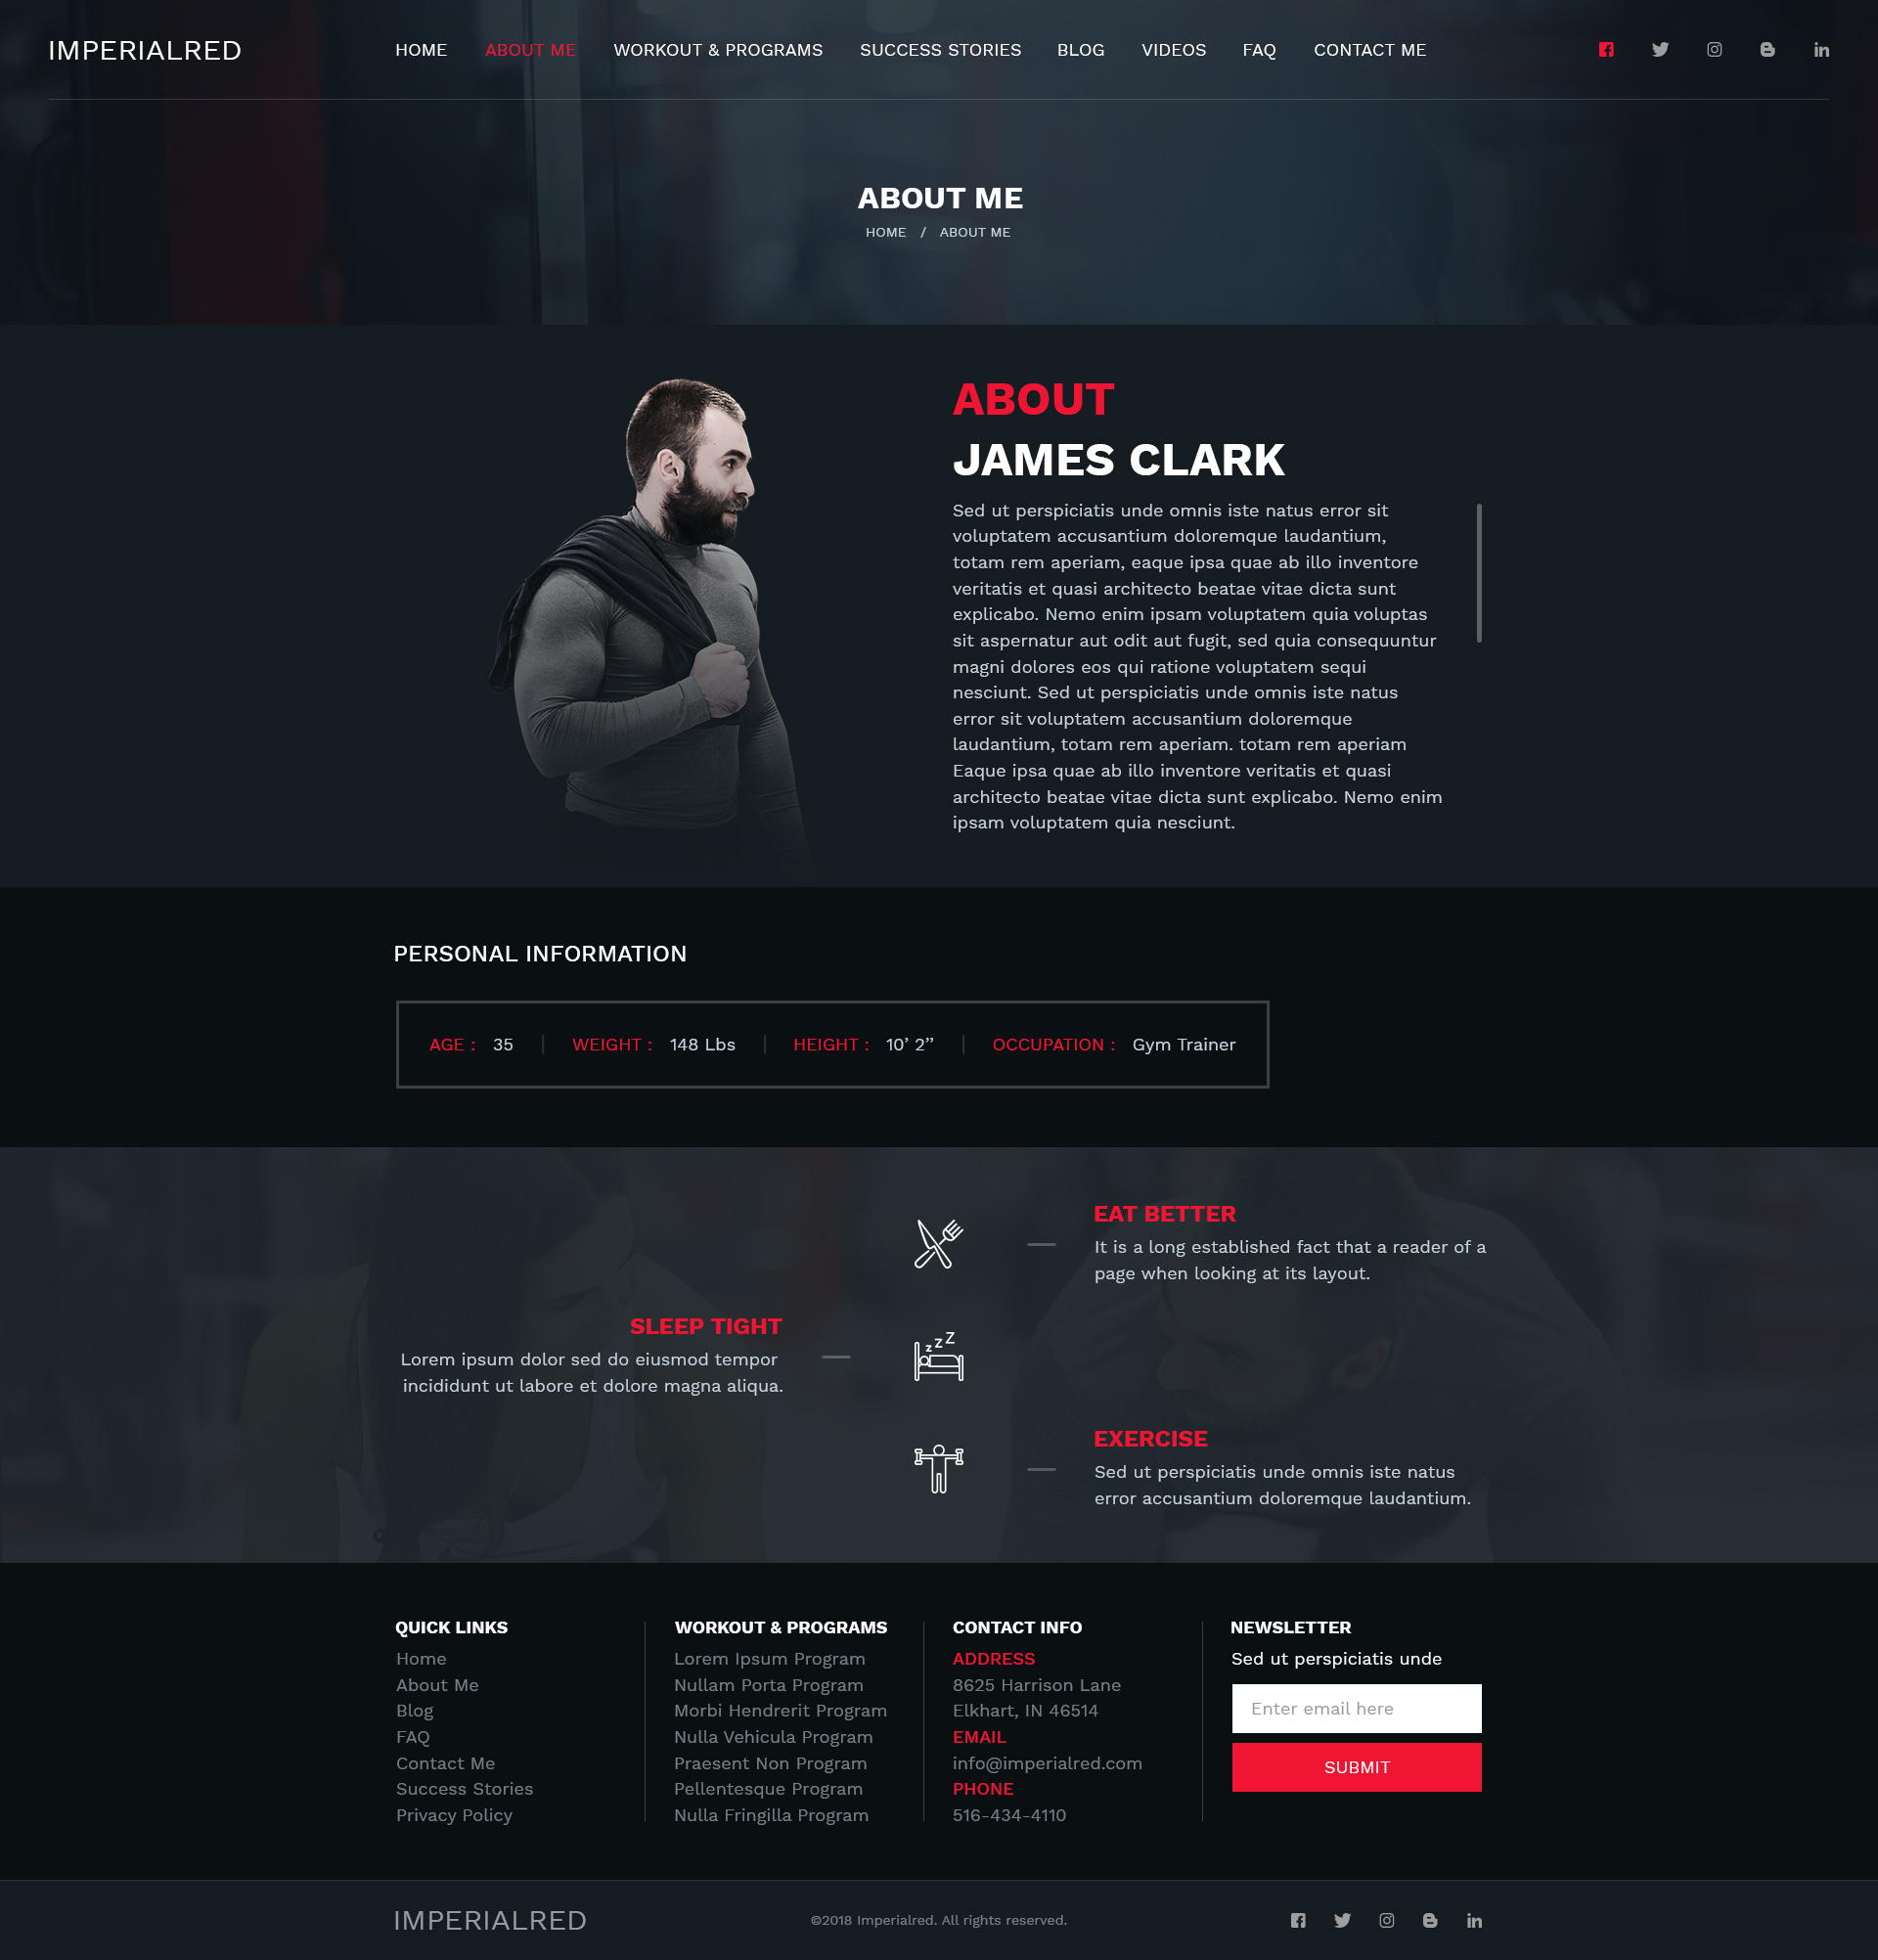 IMPERIALRED
HOME
ABOUT ME
WORKOUT & PROGRAMS
SUCCESS STORIES
BLOG
VIDEOS
FAQ
CONTACT ME
ABOUT ME
HOME / ABOUT ME
ABOUT
JAMES CLARK
Sed ut perspiciatis unde omnis iste natus error sit
voluptatem accusantium doloremque laudantium,
totam rem aperiam, eaque ipsa quae ab illo inventore
veritatis et quasi architecto beatae vitae dicta sunt
explicabo. Nemo enim ipsam voluptatem quia voluptas
sit aspernatur aut odit aut fugit, sed quia consequuntur
magni dolores eos qui ratione voluptatem sequi
nesciunt. Sed ut perspiciatis unde omnis iste natus
error sit voluptatem accusantium doloremque
laudantium, totam rem aperiam. totam rem aperiam
Eaque ipsa quae ab illo inventore veritatis et quasi
architecto beatae vitae dicta sunt explicabo. Nemo enim
ipsam voluptatem quia nesciunt.
PERSONAL INFORMATION
AGE : 35
WEIGHT : 148 Lbs
HEIGHT : 10’ 2’’
OCCUPATION : Gym Trainer
EAT BETTER
It is a long established fact that a reader of a
page when looking at its layout.
SLEEP TIGHT
Lorem ipsum dolor sed do eiusmod tempor
incididunt ut labore et dolore magna aliqua.
z z z
EXERCISE
Sed ut perspiciatis unde omnis iste natus
error accusantium doloremque laudantium.
QUICK LINKS
Home
About Me
Blog
FAQ
Contact Me
Success Stories
Privacy Policy
WORKOUT & PROGRAMS
Lorem Ipsum Program
Nullam Porta Program
Morbi Hendrerit Program
Nulla Vehicula Program
Praesent Non Program
Pellentesque Program
Nulla Fringilla Program
CONTACT INFO
ADDRESS
8625 Harrison Lane
Elkhart, IN 46514
EMAIL
info@imperialred.com
PHONE
516-434-4110
NEWSLETTER
Sed ut perspiciatis unde
Enter email here
SUBMIT
IMPERIALRED
©2018 Imperialred. All rights reserved.